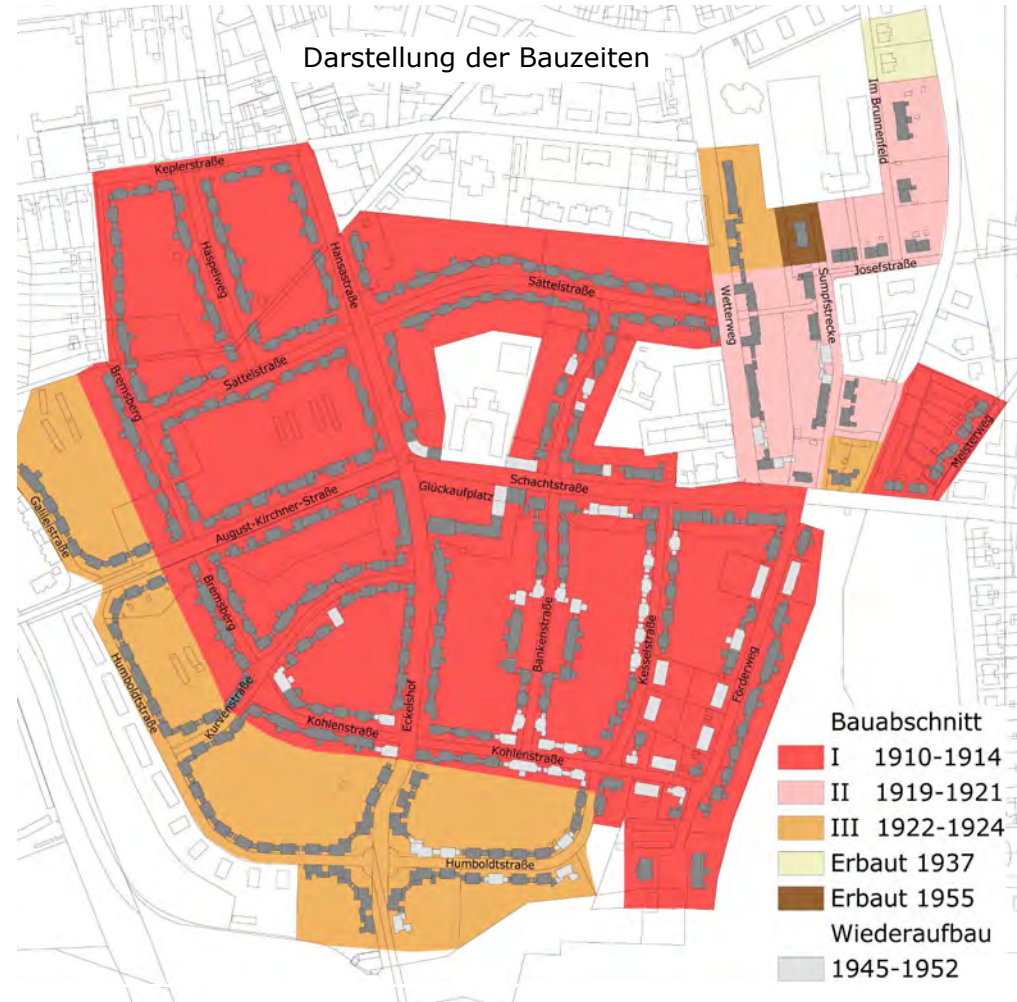 Darstellung der Bauzeiten
Im Brunnenfeld
Keplerstraße
Haspelweg
Hansastraße
Sattelstraße
Josefstraße
Wetterweg
Sumpfstrecke
Sattelstraße
Bremsberg
Meisterweg
Schachtstraße
Glückaufplatz
Galileistraße
August-Kirchner-Straße
Bremsberg
Bankenstraße
Kesselstraße
Förderweg
Humboldtstraße
Kurvenstraße
Eckelshof
Kohlenstraße
Kohlenstraße
Humboldtstraße
Bauabschnitt
I 1910-1914
II 1919-1921
III 1922-1924
Erbaut 1937
Erbaut 1955
Wiederaufbau
1945-1952